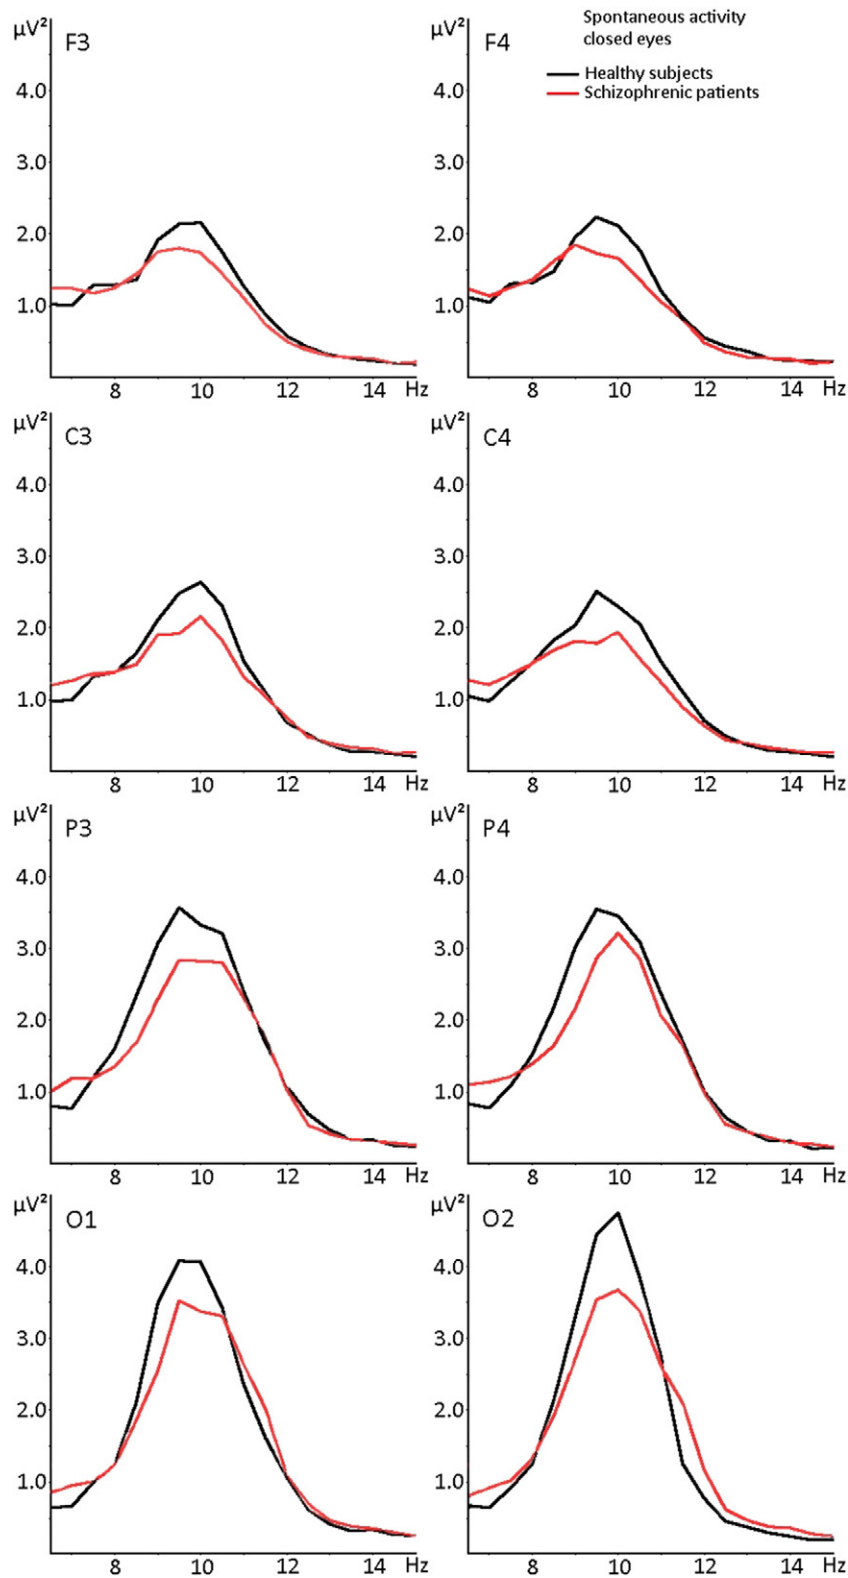 Spontaneous activity
closed eyes
Healthy subjects
Schizophrenic patients
µV²
F3
4.0
3.0
2.0
1.0
8 10 12 14 Hz
µV²
F4
4.0
3.0
2.0
1.0
8 10 12 14 Hz
µV²
C3
4.0
3.0
2.0
1.0
8 10 12 14 Hz
µV²
C4
4.0
3.0
2.0
1.0
8 10 12 14 Hz
µV²
P3
4.0
3.0
2.0
1.0
8 10 12 14 Hz
µV²
P4
4.0
3.0
2.0
1.0
8 10 12 14 Hz
µV²
O1
4.0
3.0
2.0
1.0
8 10 12 14 Hz
µV²
O2
4.0
3.0
2.0
1.0
8 10 12 14 Hz